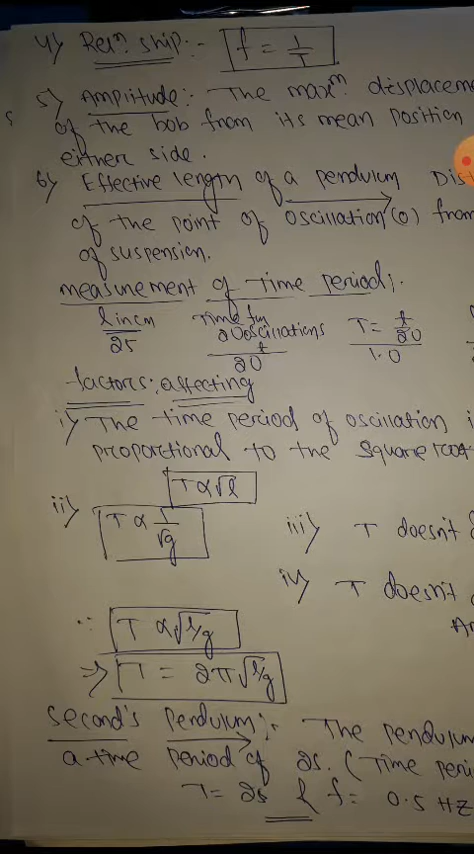 4) Relⁿ ship:- f = 1/T
5) Amplitude:- The maxᵐ displaceme
of the bob from its mean position
either side.
6) Effective length of a pendulum Dist
of the point of oscillation (o) from
of suspension.
measurement of Time period:-
l in cm Time for 20 oscillations T = t/20
25 t/20 1.0
factors: affecting
i) The time period of oscillation i
proportional to the square root
T ∝ √l
ii) T ∝ 1/√g iii) T doesn't
iv) T doesn't
∵ T ∝ √l/g
⇒ T = 2π√l/g
Second's pendulum:- The pendulum
a time period of 2s. (Time peri
T = 2s & f = 0.5 Hz